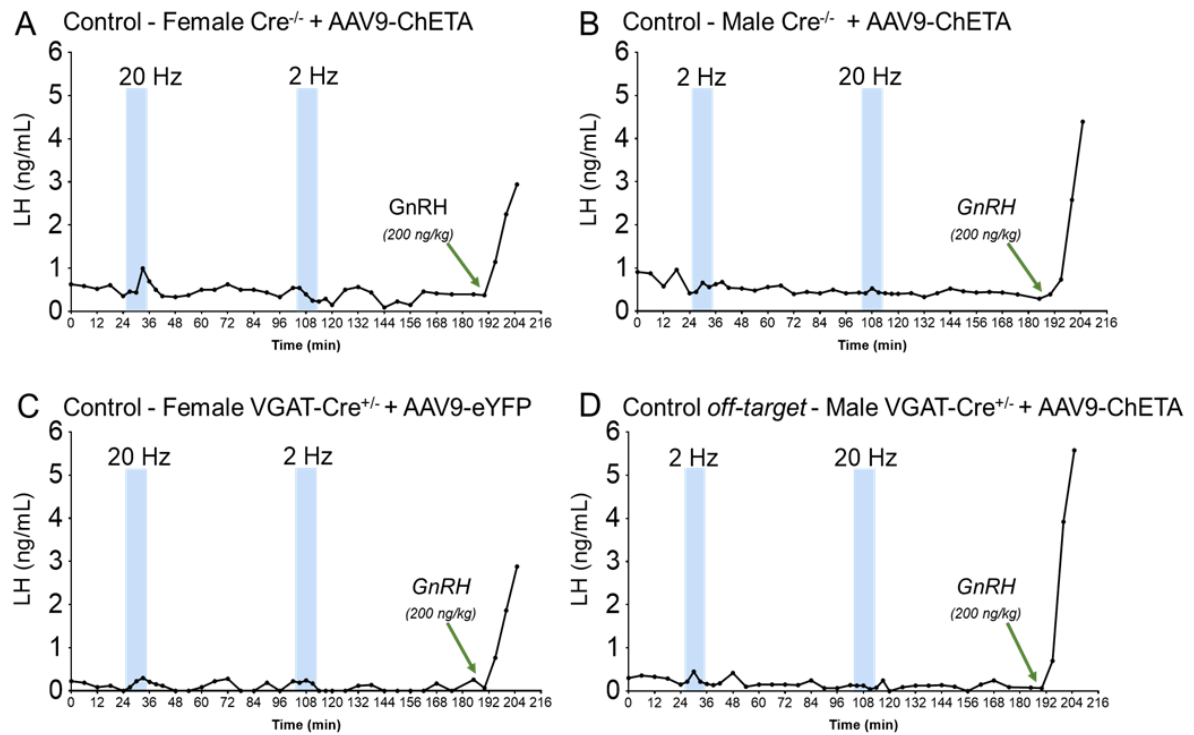 A Control - Female Cre-/- + AAV9-ChETA
6
5
4
3
2
1
0
LH (ng/mL)
20 Hz
2 Hz
GnRH
(200 ng/kg)
0 12 24 36 48 60 72 84 96 108 120 132 144 156 168 180 192 204 216
Time (min)
B Control - Male Cre-/- + AAV9-ChETA
6
5
4
3
2
1
0
LH (ng/mL)
2 Hz
20 Hz
GnRH
(200 ng/kg)
0 12 24 36 48 60 72 84 96 108 120 132 144 156 168 180 192 204 216
Time (min)
C Control - Female VGAT-Cre+/- + AAV9-eYFP
6
5
4
3
2
1
0
LH (ng/mL)
20 Hz
2 Hz
GnRH
(200 ng/kg)
0 12 24 36 48 60 72 84 96 108 120 132 144 156 168 180 192 204 216
Time (min)
D Control off-target - Male VGAT-Cre+/- + AAV9-ChETA
6
5
4
3
2
1
0
LH (ng/mL)
2 Hz
20 Hz
GnRH
(200 ng/kg)
0 12 24 36 48 60 72 84 96 108 120 132 144 156 168 180 192 204 216
Time (min)